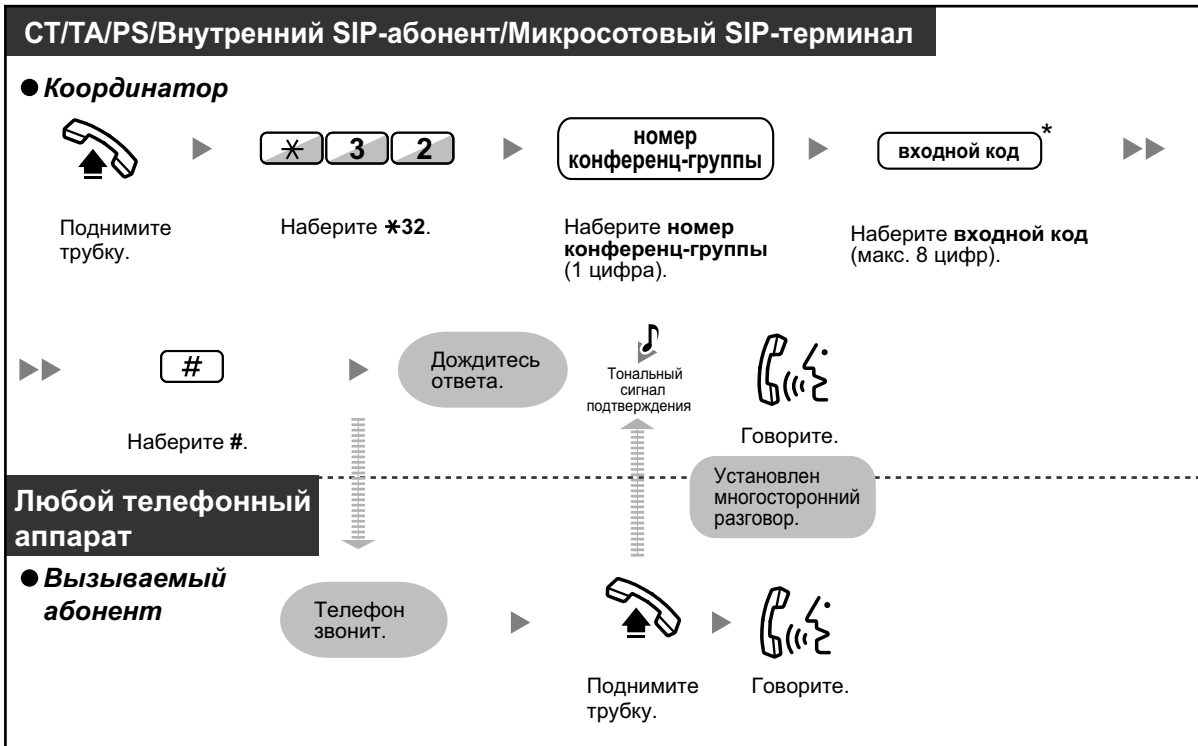 СТ/ТА/PS/Внутренний SIP-абонент/Микросотовый SIP-терминал
Координатор
* 3 2
номер
конференц-группы
входной код*
Поднимите
трубку.
Наберите *32.
Наберите номер
конференц-группы
(1 цифра).
Наберите входной код
(макс. 8 цифр).
#
Наберите #.
Дождитесь
ответа.
Тональный
сигнал
подтверждения
Говорите.
Установлен
многосторонний
разговор.
Любой телефонный
аппарат
Вызываемый
абонент
Телефон
звонит.
Поднимите
трубку.
Говорите.